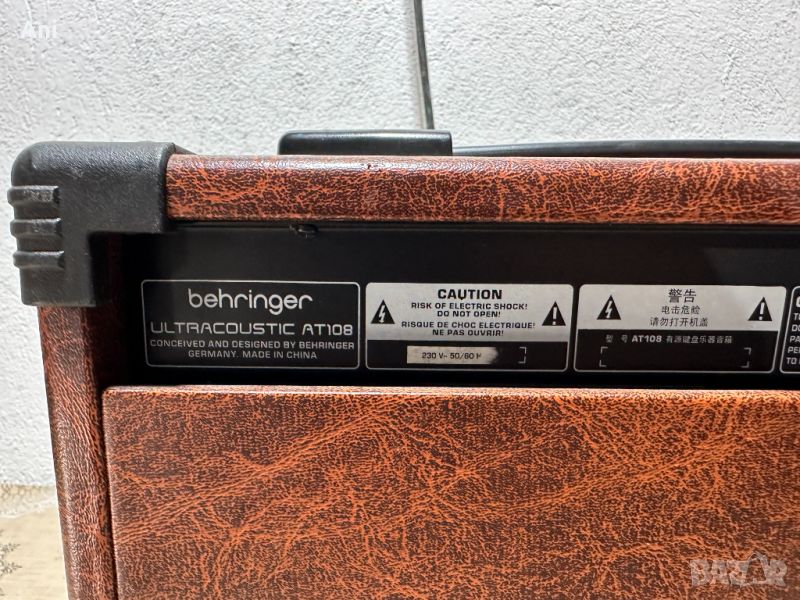 Ani
behringer
ULTRACOUSTIC AT108
CONCEIVED AND DESIGNED BY BEHRINGER
GERMANY. MADE IN CHINA
CAUTION
RISK OF ELECTRIC SHOCK!
DO NOT OPEN!
RISQUE DE CHOC ELECTRIQUE!
NE PAS OUVRIR!
230 V~ 50/60 H
警告
电击危险
请勿打开机盖
型 号 AT108 有源键盘乐器音箱
BAZAR